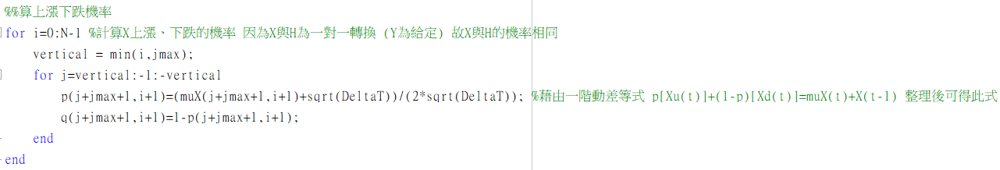 %%算上漲下跌機率
for i=0:N-1 %計算X上漲、下跌的機率 因為X與H為一對一轉換 (Y為給定) 故X與H的機率相同
vertical = min(i,jmax);
for j=vertical:-1:-vertical
p(j+jmax+1,i+1)=(muX(j+jmax+1,i+1)+sqrt(DeltaT))/(2*sqrt(DeltaT)); %藉由一階動差等式 p[Xu(t)]+(1-p)[Xd(t)]=muX(t)+X(t-1) 整理後可得此式
q(j+jmax+1,i+1)=1-p(j+jmax+1,i+1);
end
end